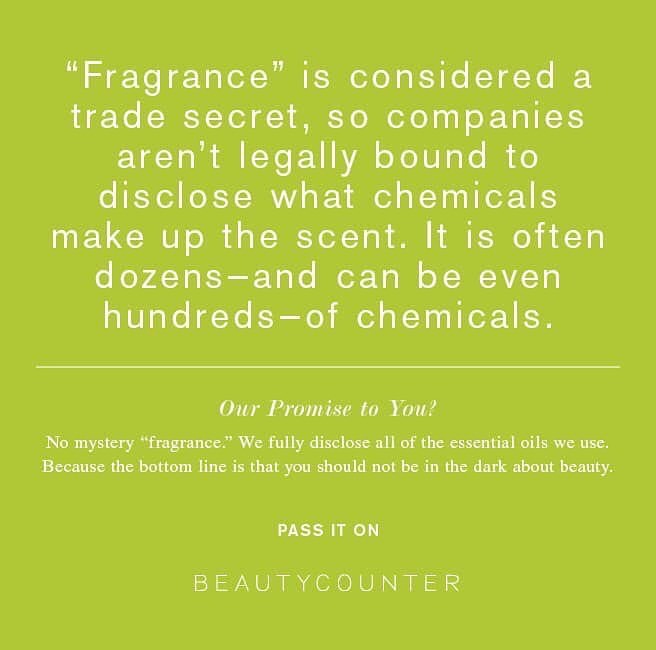 “Fragrance” is considered a
trade secret, so companies
aren’t legally bound to
disclose what chemicals
make up the scent. It is often
dozens—and can be even
hundreds—of chemicals.
Our Promise to You?
No mystery “fragrance.” We fully disclose all of the essential oils we use.
Because the bottom line is that you should not be in the dark about beauty.
PASS IT ON
BEAUTYCOUNTER